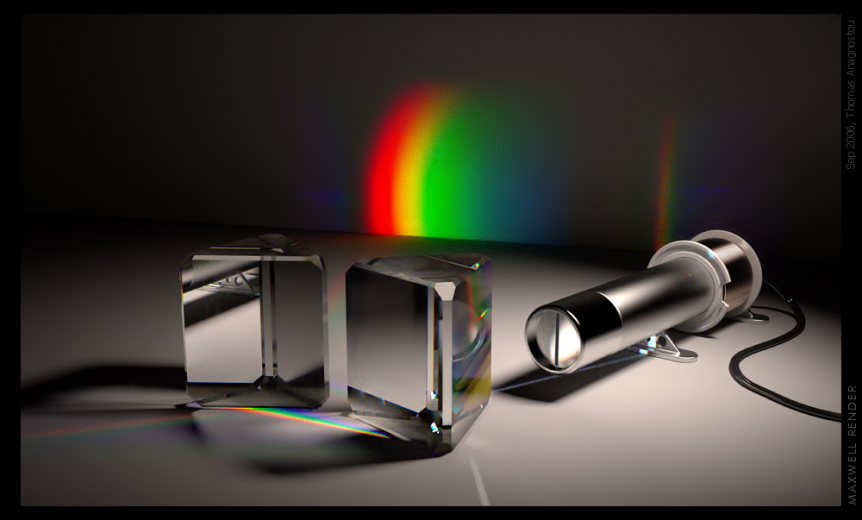 Sep 2006, Thomas Anagnostou
MAXWELL RENDER